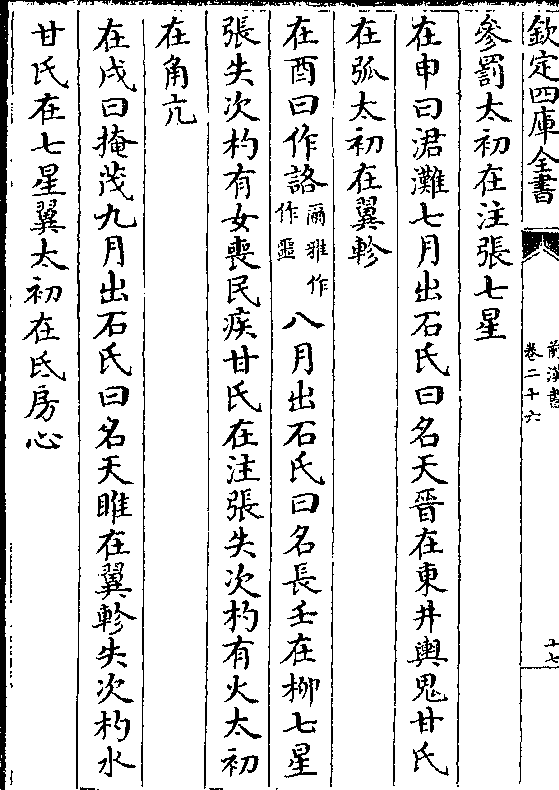 欽定四庫全書
前漢書
卷二十六
十七
參罰太初在注張七星
在申曰涒灘七月出石氏曰名天晉在東井輿鬼甘氏
在弧太初在翼軫
在酉曰作詻爾雅作作噩八月出石氏曰名長壬在栁七星
張失次杓有女喪民疾甘氏在注張失次杓有火太初
在角亢
在戌曰掩茂九月出石氏曰名天睢在翼軫失次杓水
甘氏在七星翼太初在氐房心